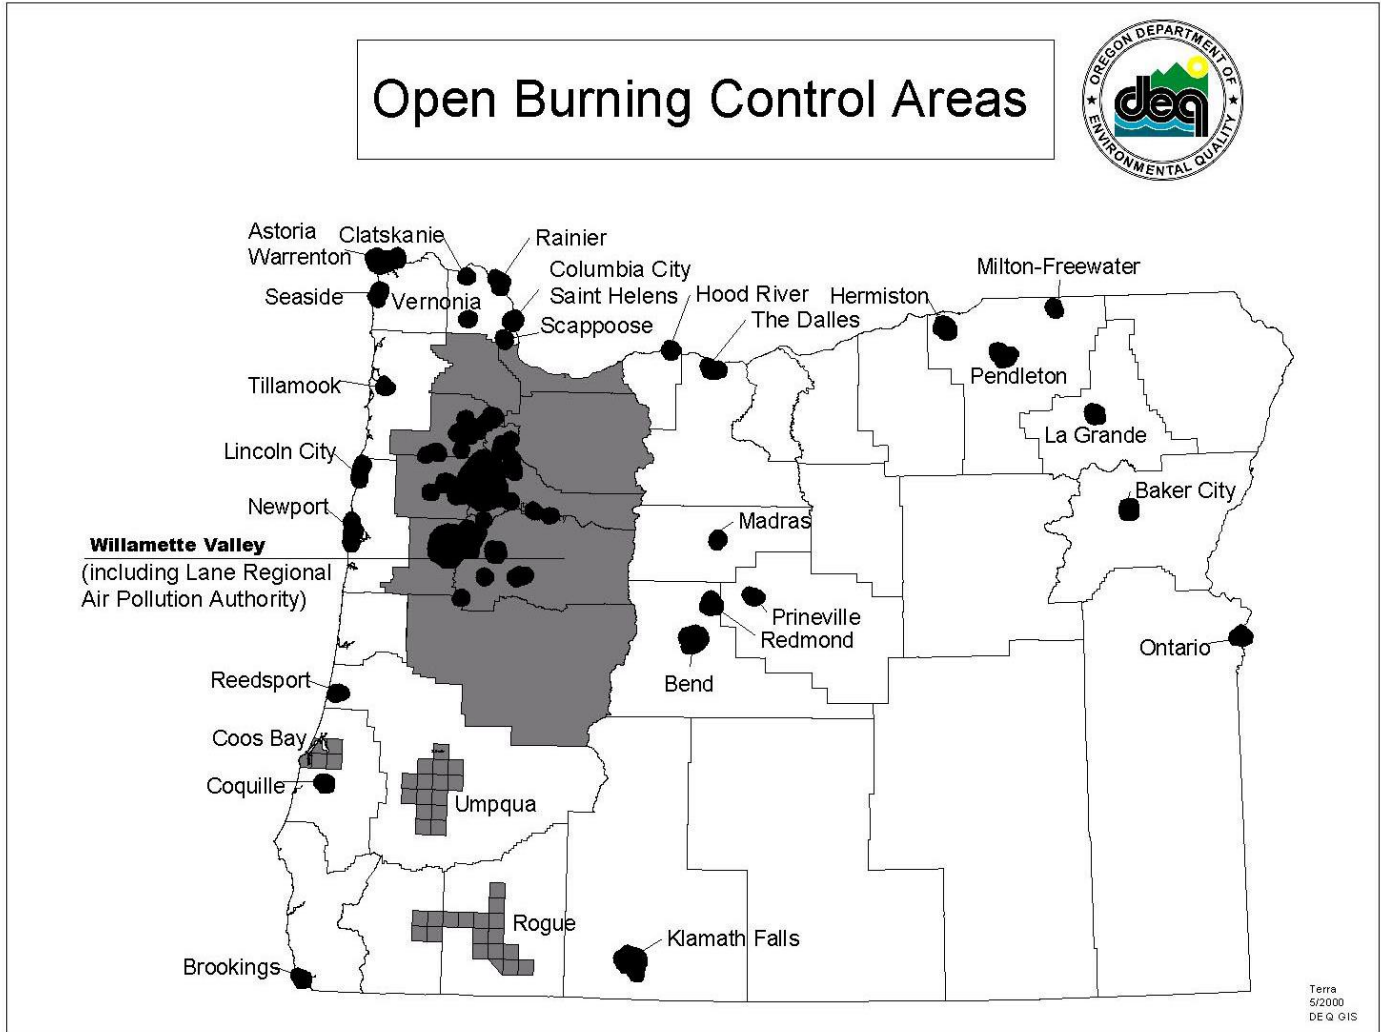 Open Burning Control Areas
OREGON DEPARTMENT OF
ENVIRONMENTAL QUALITY
deq
Astoria
Warrenton
Clatskanie
Rainier
Columbia City
Saint Helens
Seaside
Vernonia
Scappoose
Hood River
The Dalles
Hermiston
Milton-Freewater
Pendleton
Tillamook
La Grande
Lincoln City
Baker City
Newport
Madras
Willamette Valley
(including Lane Regional
Air Pollution Authority)
Prineville
Redmond
Ontario
Bend
Reedsport
Coos Bay
Coquille
Umpqua
Rogue
Klamath Falls
Brookings
Terra
5/2000
DEQ GIS